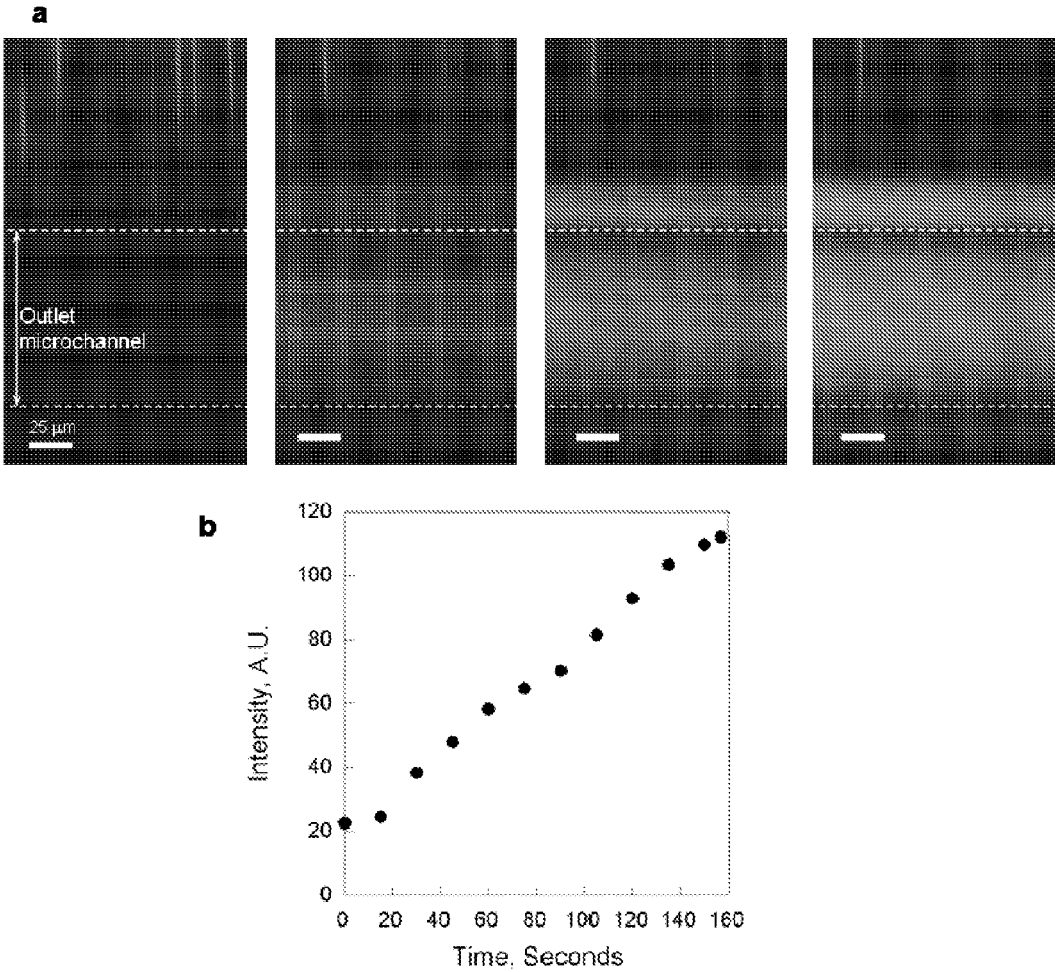 a
Outlet
microchannel
25 μm
b
120
100
80
60
40
20
0
0 20 40 60 80 100 120 140 160
Intensity, A.U.
Time, Seconds